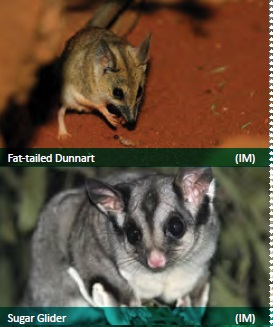 Fat-tailed Dunnart (IM)
Sugar Glider (IM)